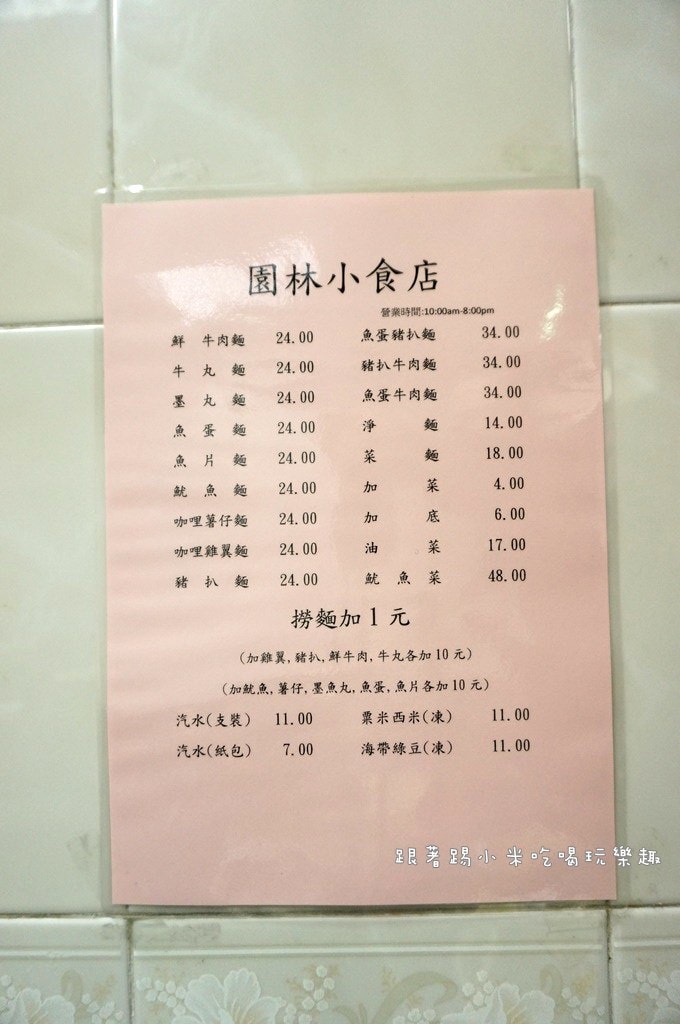 園林小食店
營業時間:10:00am-8:00pm
鮮 牛肉麵 24.00 魚蛋豬扒麵 34.00
牛 丸 麵 24.00 豬扒牛肉麵 34.00
墨 丸 麵 24.00 魚蛋牛肉麵 34.00
魚 蛋 麵 24.00 淨 麵 14.00
魚 片 麵 24.00 菜 麵 18.00
魷 魚 麵 24.00 加 菜 4.00
咖哩薯仔麵 24.00 加 底 6.00
咖哩雞翼麵 24.00 油 菜 17.00
豬 扒 麵 24.00 魷 魚 菜 48.00
撈麵加1元
(加雞翼,豬扒,鮮牛肉,牛丸各加10元)
(加魷魚,薯仔,墨魚丸,魚蛋,魚片各加10元)
汽水(支裝) 11.00 粟米西米(凍) 11.00
汽水(紙包) 7.00 海帶綠豆(凍) 11.00
跟著踢小米吃喝玩樂趣